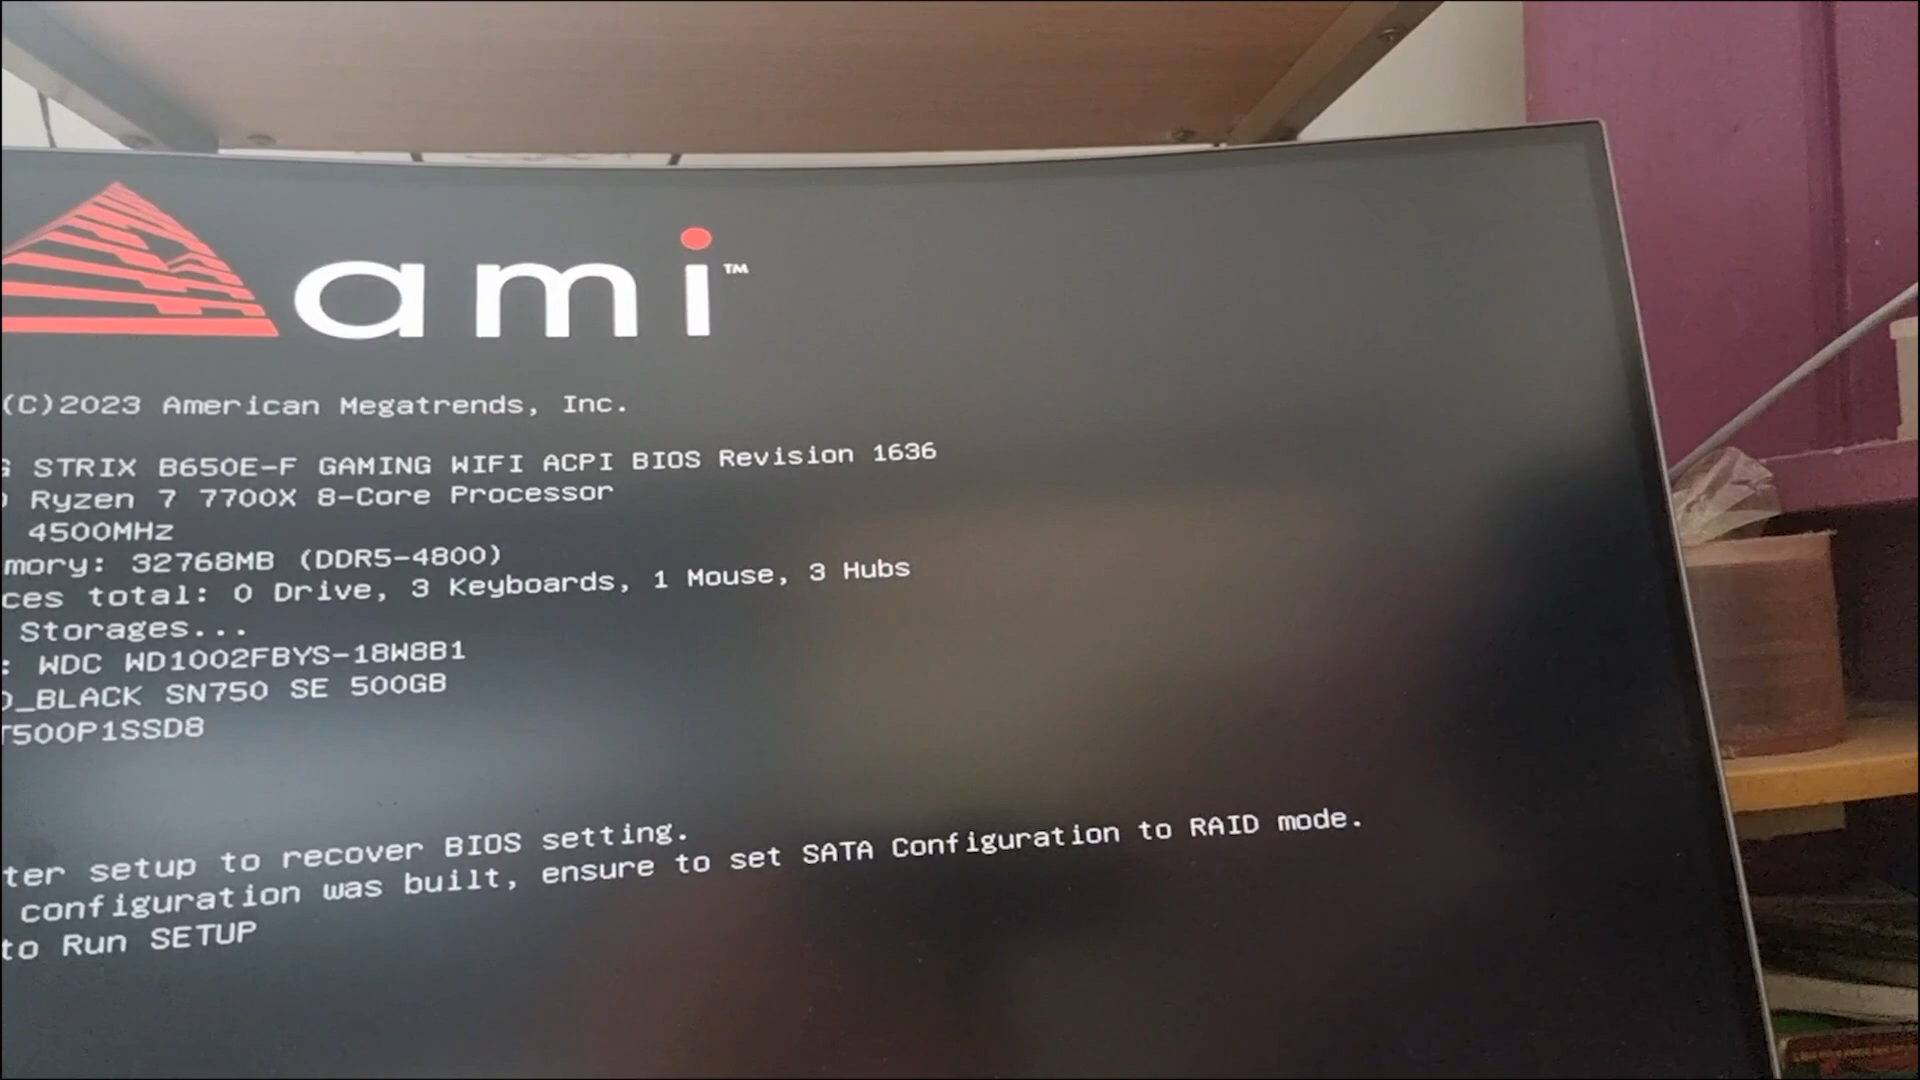 ami™
(C)2023 American Megatrends, Inc.
STRIX B650E-F GAMING WIFI ACPI BIOS Revision 1636
Ryzen 7 7700X 8-Core Processor
4500MHz
mory: 32768MB (DDR5-4800)
ces total: 0 Drive, 3 Keyboards, 1 Mouse, 3 Hubs
Storages...
: WDC WD1002FBYS-18W8B1
_BLACK SN750 SE 500GB
T500P1SSD8
ter setup to recover BIOS setting.
configuration was built, ensure to set SATA Configuration to RAID mode.
to Run SETUP